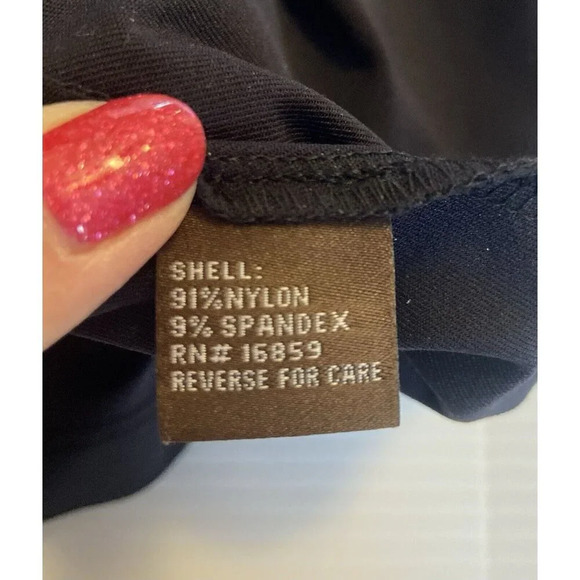 SHELL:
91%NYLON
9% SPANDEX
RN# 16859
REVERSE FOR CARE